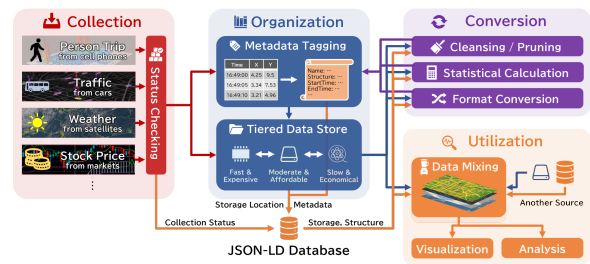 Collection
Person Trip
from cell phones
Traffic
from cars
Weather
from satellites
Stock Price
from markets
⋮
Status Checking
Organization
Metadata Tagging
Time X Y
16:49:00 4.25 9.5
16:49:05 3.34 7.53
16:49:10 3.21 4.96
Name: ...
Source: ...
StartTime: ...
EndTime: ...
⋮
Tiered Data Store
Fast & Expensive
Moderate & Affordable
Slow & Economical
Storage Location
Metadata
Collection Status
Storage, Structure
JSON-LD Database
Conversion
Cleansing / Pruning
Statistical Calculation
Format Conversion
Utilization
Data Mixing
Another Source
Visualization
Analysis